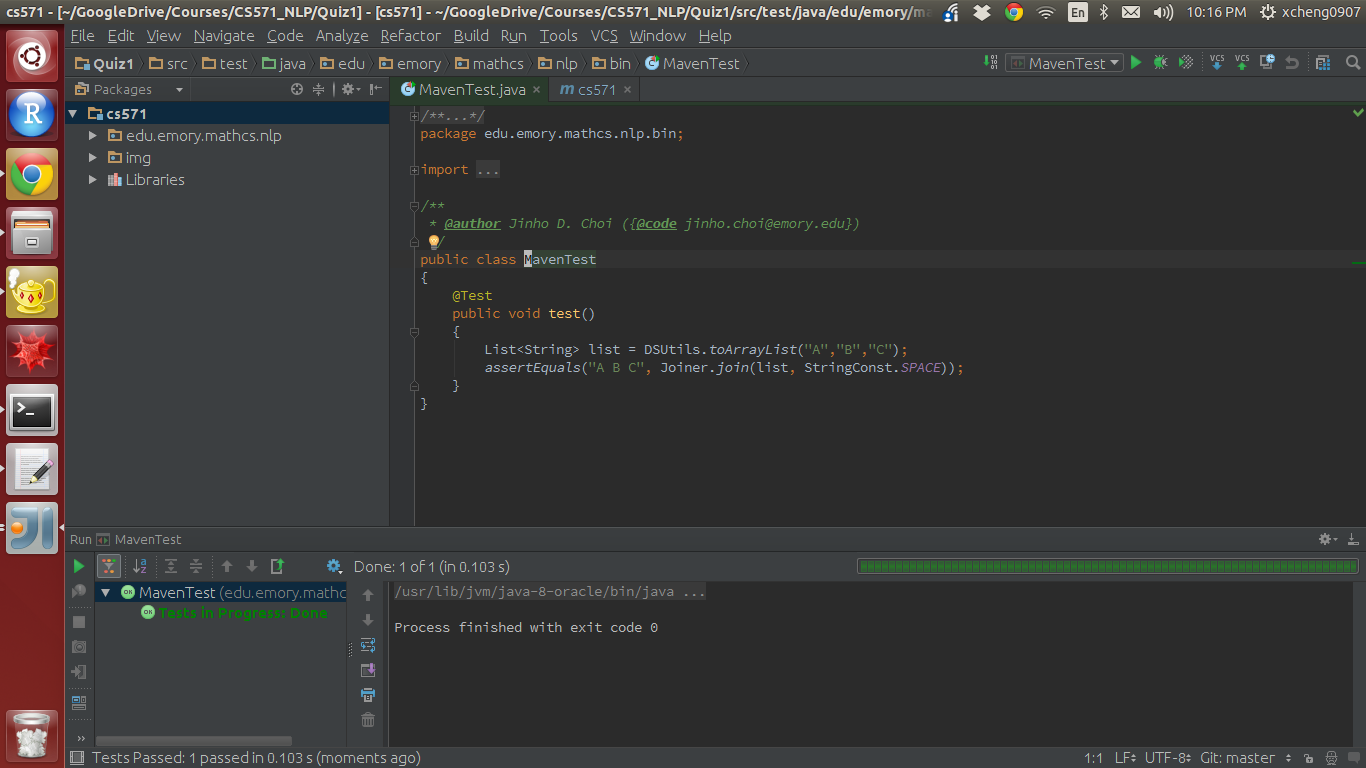 cs571 - [~/GoogleDrive/Courses/CS571_NLP/Quiz1] - [cs571] - ~/GoogleDrive/Courses/CS571_NLP/Quiz1/src/test/java/edu/emory/ En 10:16 PM xcheng0907
File Edit View Navigate Code Analyze Refactor Build Run Tools VCS Window Help
Quiz1 src test java edu emory mathcs nlp bin MavenTest MavenTest VCS VCS
Packages MavenTest.java × m cs571 ×
cs571
edu.emory.mathcs.nlp
img
Libraries
/**...*/
package edu.emory.mathcs.nlp.bin;
import ...
/**
* @author Jinho D. Choi ({@code jinho.choi@emory.edu})
*/
public class MavenTest
{
@Test
public void test()
{
List<String> list = DSUtils.toArrayList("A","B","C");
assertEquals("A B C", Joiner.join(list, StringConst.SPACE));
}
}
Run MavenTest
Done: 1 of 1 (in 0.103 s)
MavenTest (edu.emory.mathc
Tests in Progress: Done
/usr/lib/jvm/java-8-oracle/bin/java ...
Process finished with exit code 0
Tests Passed: 1 passed in 0.103 s (moments ago) 1:1 LF UTF-8 Git: master